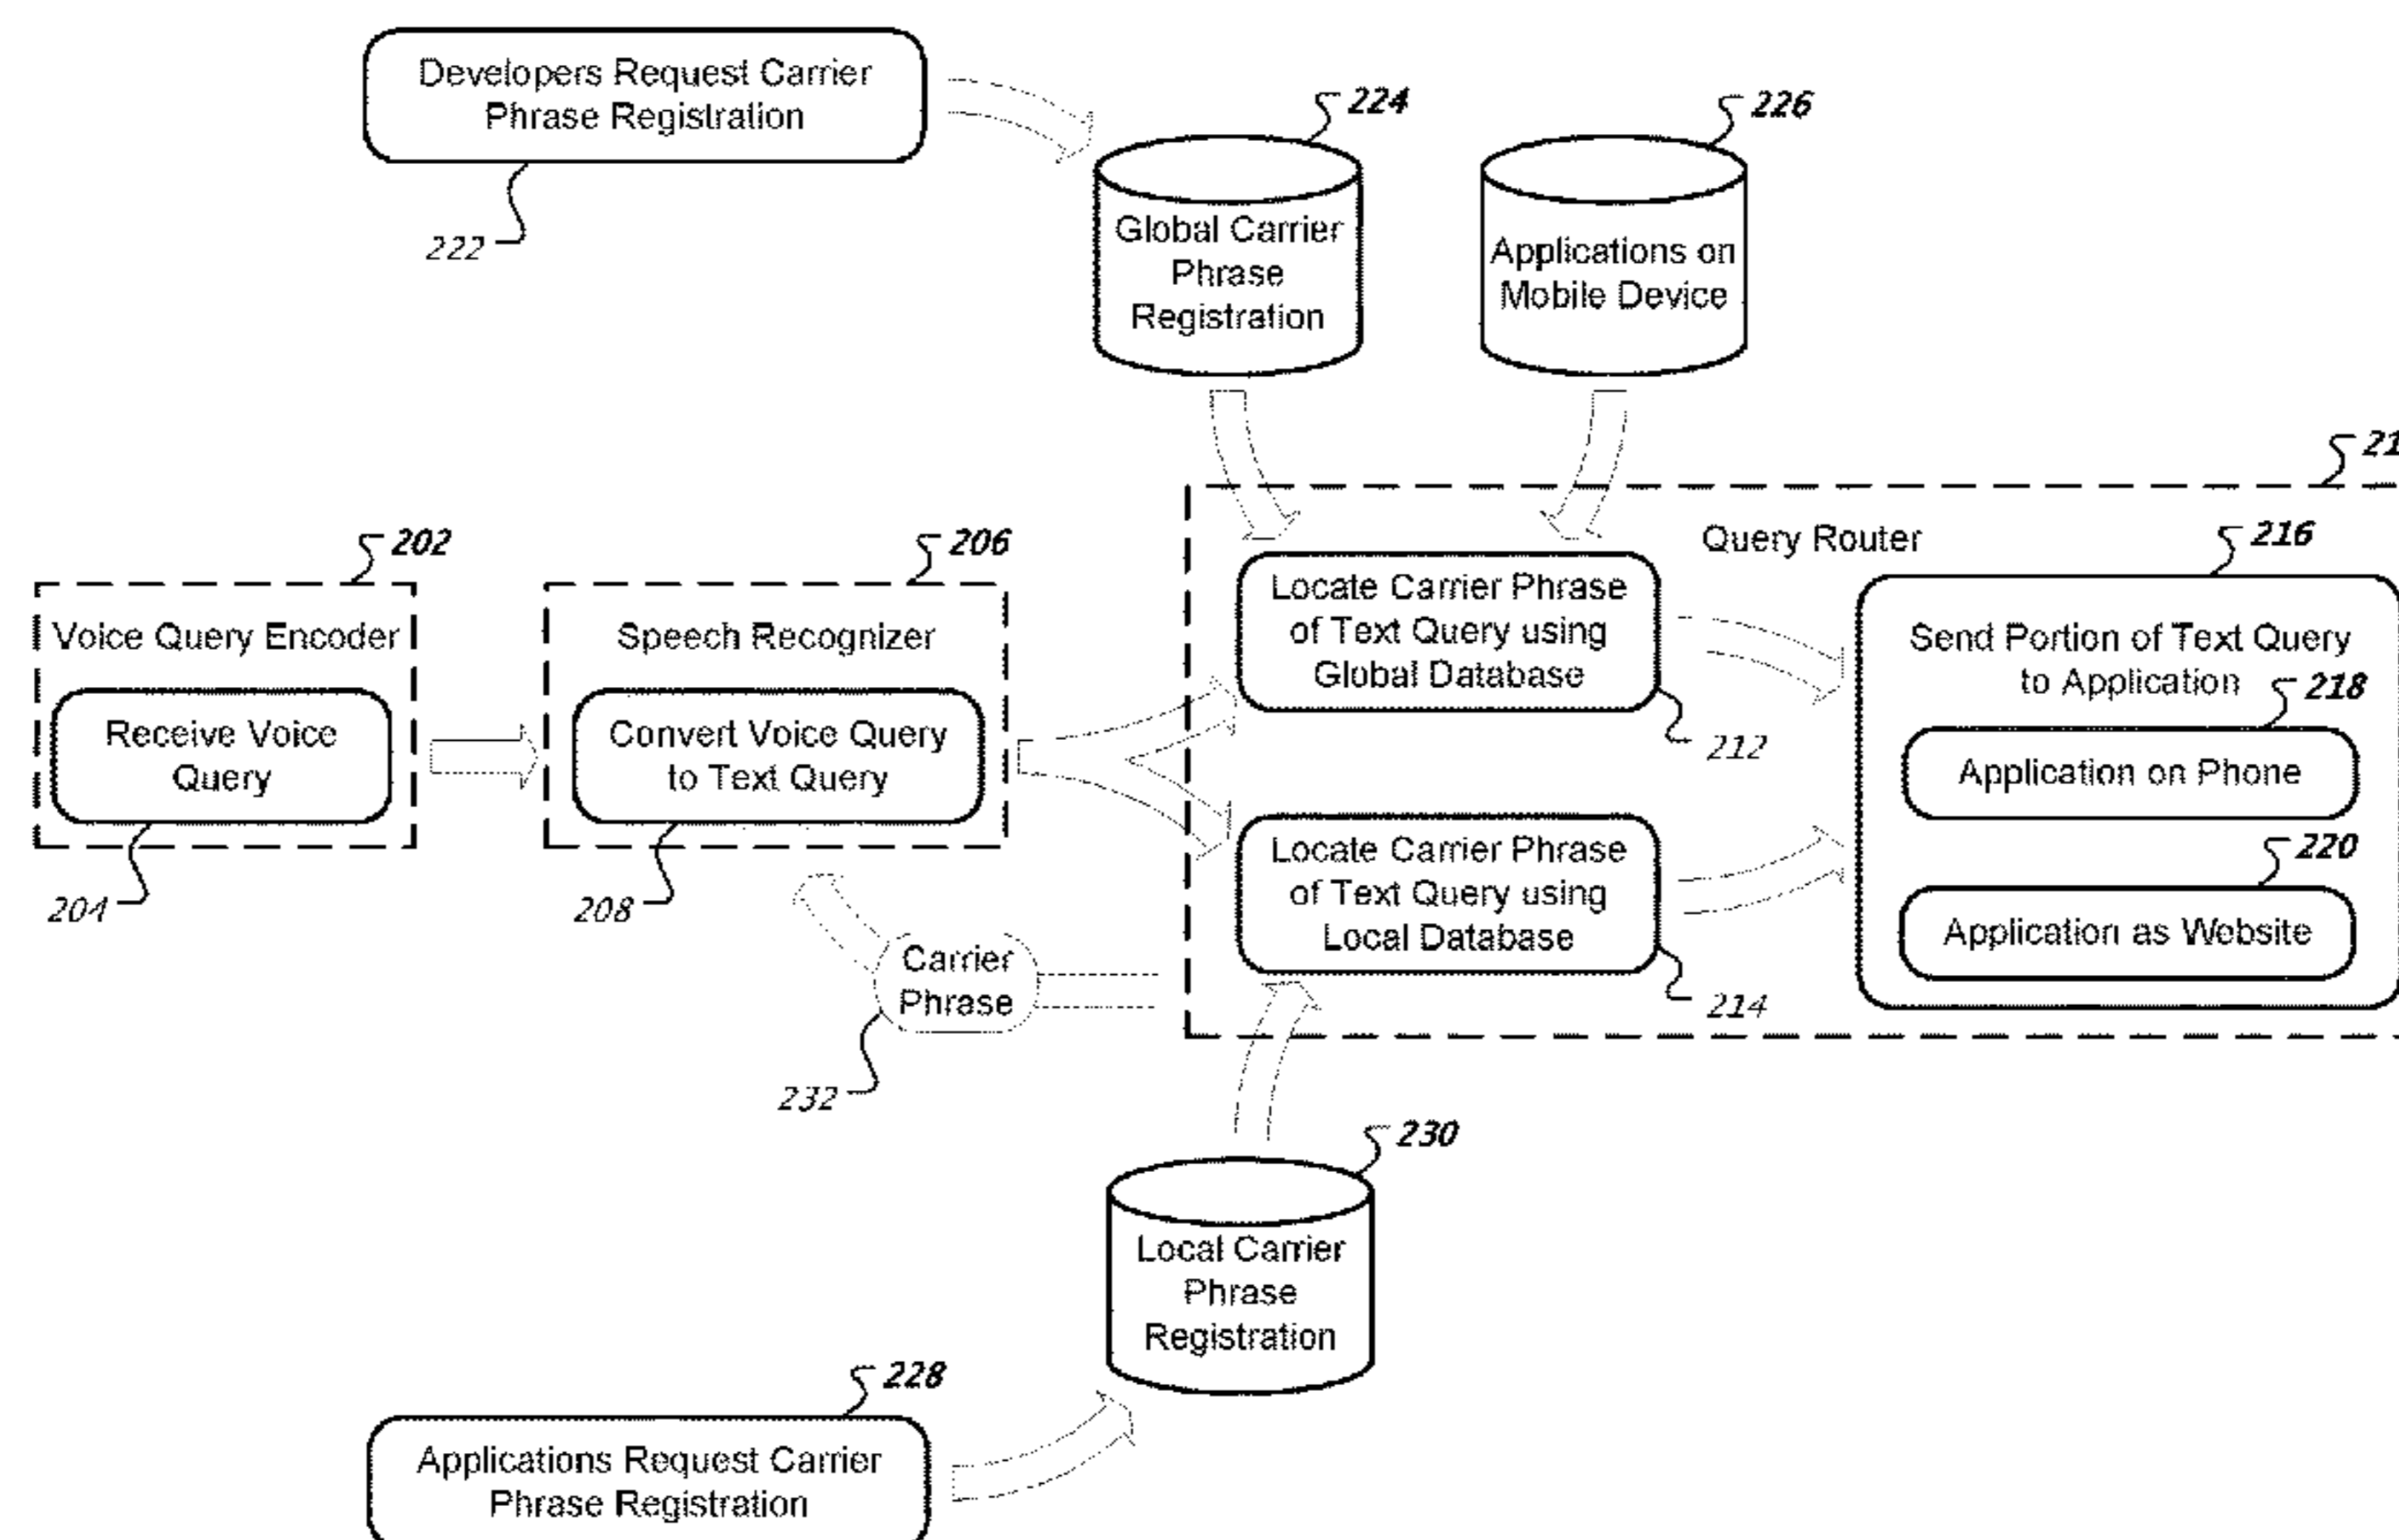 Developers Request Carrier
Phrase Registration
222
224
226
Global Carrier
Phrase
Registration
Applications on
Mobile Device
21
202
Voice Query Encoder
Receive Voice
Query
204
206
Speech Recognizer
Convert Voice Query
to Text Query
208
Query Router
Locate Carrier Phrase
of Text Query using
Global Database
212
Locate Carrier Phrase
of Text Query using
Local Database
214
216
Send Portion of Text Query
to Application
218
Application on Phone
220
Application as Website
Carrier
Phrase
232
230
Local Carrier
Phrase
Registration
228
Applications Request Carrier
Phrase Registration